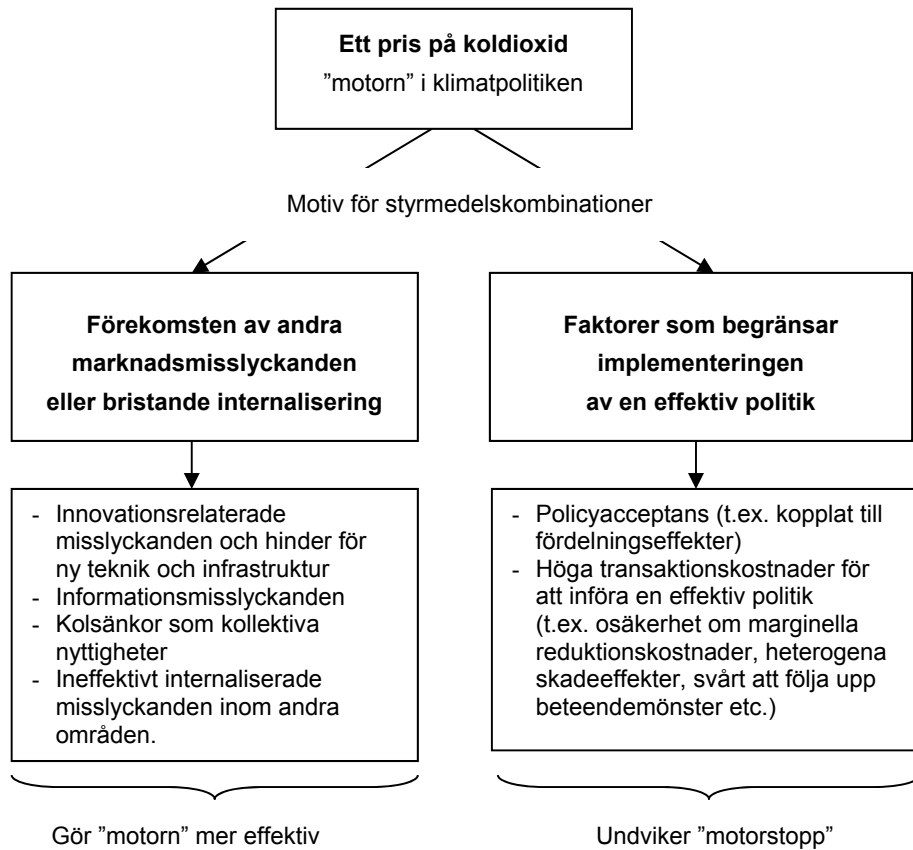 Ett pris på koldioxid
”motorn” i klimatpolitiken
Motiv för styrmedelskombinationer
Förekomsten av andra
marknadsmisslyckanden
eller bristande internalisering
Faktorer som begränsar
implementeringen
av en effektiv politik
- Innovationsrelaterade
misslyckanden och hinder för
ny teknik och infrastruktur
- Informationsmisslyckanden
- Kolsänkor som kollektiva
nyttigheter
- Ineffektivt internaliserade
misslyckanden inom andra
områden.
- Policyacceptans (t.ex. kopplat till
fördelningseffekter)
- Höga transaktionskostnader för
att införa en effektiv politik
(t.ex. osäkerhet om marginella
reduktionskostnader, heterogena
skadeeffekter, svårt att följa upp
beteendemönster etc.)
Gör ”motorn” mer effektiv
Undviker ”motorstopp”